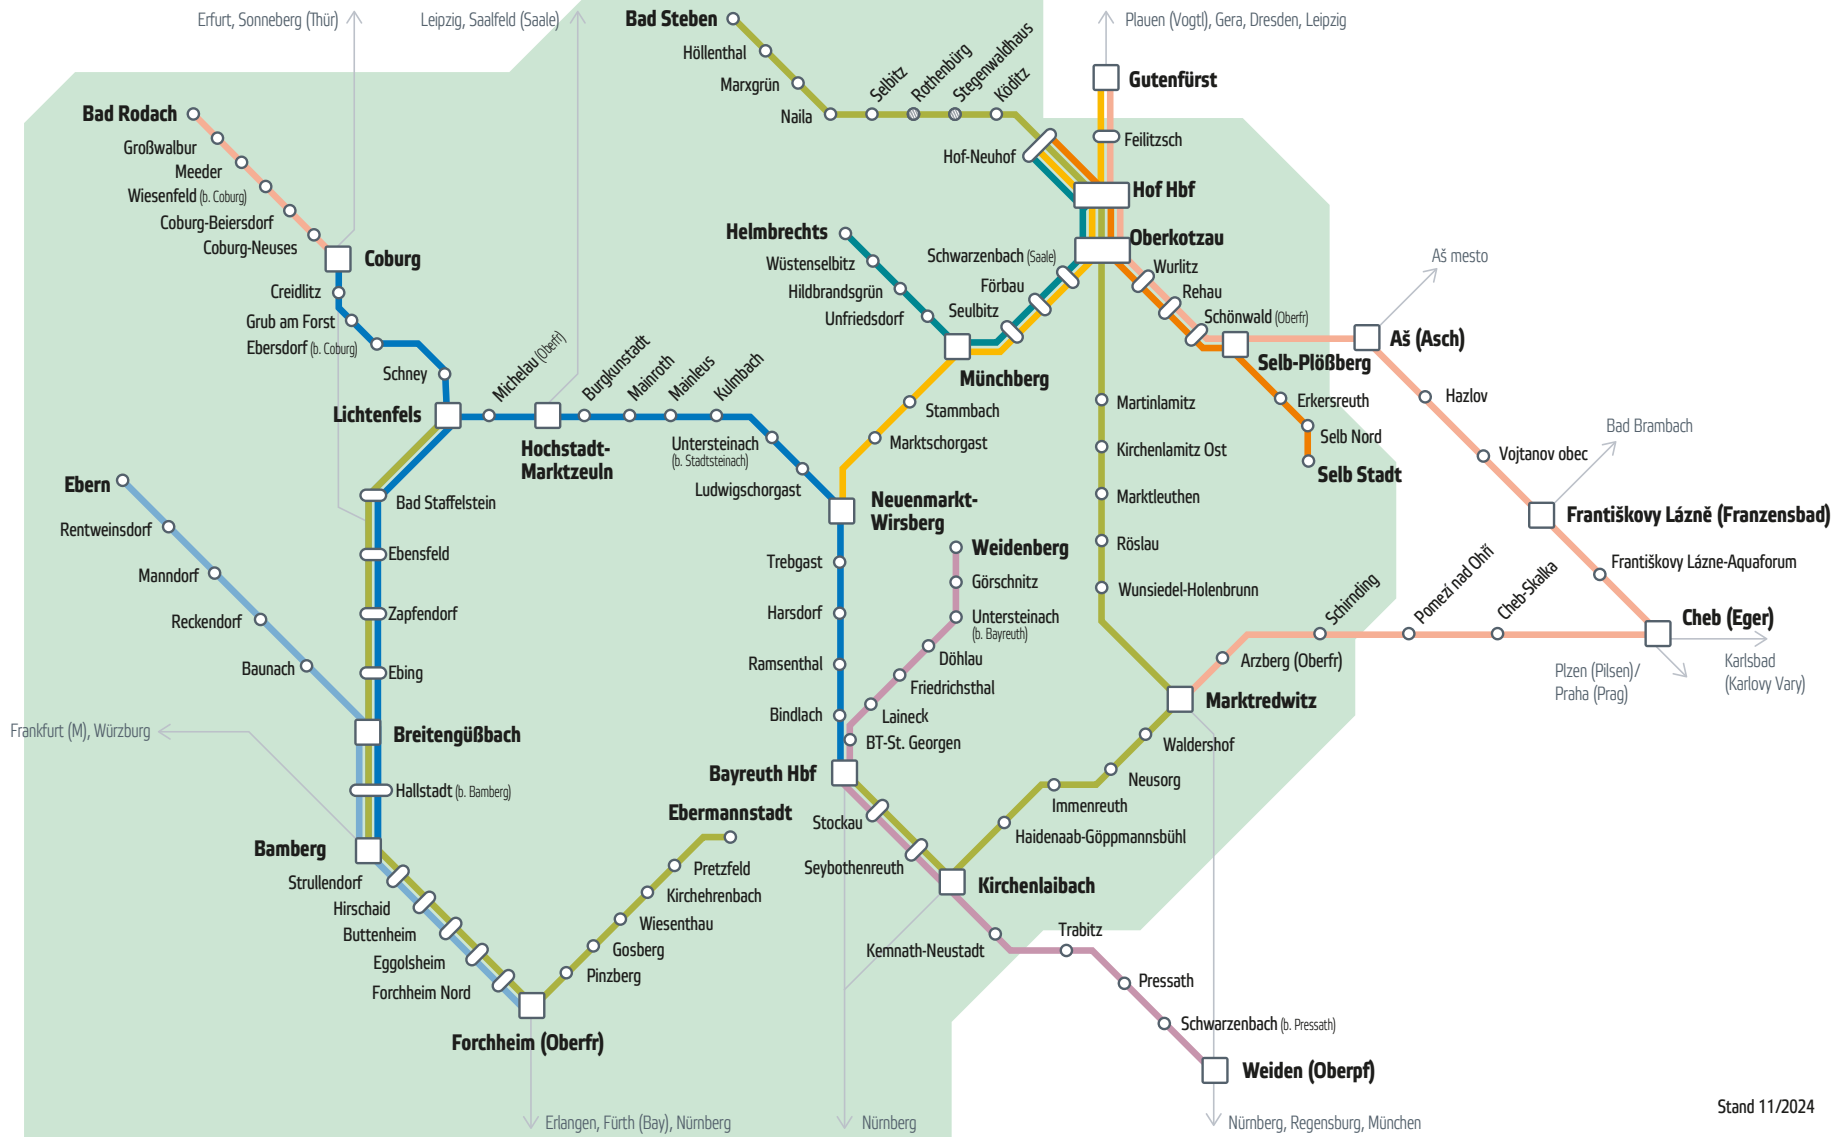 Erfurt, Sonneberg (Thür)
Leipzig, Saalfeld (Saale)
Bad Steben
Plauen (Vogtl), Gera, Dresden, Leipzig
Höllenthal
Marxgrün
Naila
Selbitz
Rothenbürg
Stegenwaldhaus
Köditz
Gutenfürst
Feilitzsch
Hof-Neuhof
Hof Hbf
Oberkotzau
Bad Rodach
Großwalbur
Meeder
Wiesenfeld (b. Coburg)
Coburg-Beiersdorf
Coburg-Neuses
Coburg
Creidlitz
Grub am Forst
Ebersdorf (b. Coburg)
Schney
Lichtenfels
Michelau (Oberfr)
Hochstadt-
Marktzeuln
Burgkunstadt
Mainroth
Mainleus
Kulmbach
Untersteinach
(b. Stadtsteinach)
Ludwigschorgast
Neuenmarkt-
Wirsberg
Helmbrechts
Wüstenselbitz
Hildbrandsgrün
Unfriedsdorf
Schwarzenbach (Saale)
Förbau
Seulbitz
Münchberg
Stammbach
Marktschorgast
Wurlitz
Rehau
Schönwald (Oberfr)
Selb-Plößberg
Erkersreuth
Selb Nord
Selb Stadt
Aš mesto
Aš (Asch)
Hazlov
Vojtanov obec
Bad Brambach
Františkovy Lázně (Franzensbad)
Františkovy Lázne-Aquaforum
Cheb (Eger)
Karlsbad
(Karlovy Vary)
Plzen (Pilsen)/
Praha (Prag)
Cheb-Skalka
Pomezí nad Ohří
Schirnding
Arzberg (Oberfr)
Marktredwitz
Martinlamitz
Kirchenlamitz Ost
Marktleuthen
Röslau
Wunsiedel-Holenbrunn
Waldershof
Neusorg
Immenreuth
Haidenaab-Göppmannsbühl
Ebern
Rentweinsdorf
Manndorf
Reckendorf
Baunach
Bad Staffelstein
Ebensfeld
Zapfendorf
Ebing
Breitengüßbach
Hallstadt (b. Bamberg)
Frankfurt (M), Würzburg
Bamberg
Strullendorf
Hirschaid
Buttenheim
Eggolsheim
Forchheim Nord
Forchheim (Oberfr)
Ebermannstadt
Pretzfeld
Kirchehrenbach
Wiesenthau
Gosberg
Pinzberg
Trebgast
Harsdorf
Ramsenthal
Bindlach
Bayreuth Hbf
Weidenberg
Görschnitz
Untersteinach
(b. Bayreuth)
Döhlau
Friedrichsthal
Laineck
BT-St. Georgen
Stockau
Seybothenreuth
Kirchenlaibach
Kemnath-Neustadt
Trabitz
Pressath
Schwarzenbach (b. Pressath)
Weiden (Oberpf)
Erlangen, Fürth (Bay), Nürnberg
Nürnberg
Nürnberg, Regensburg, München
Stand 11/2024